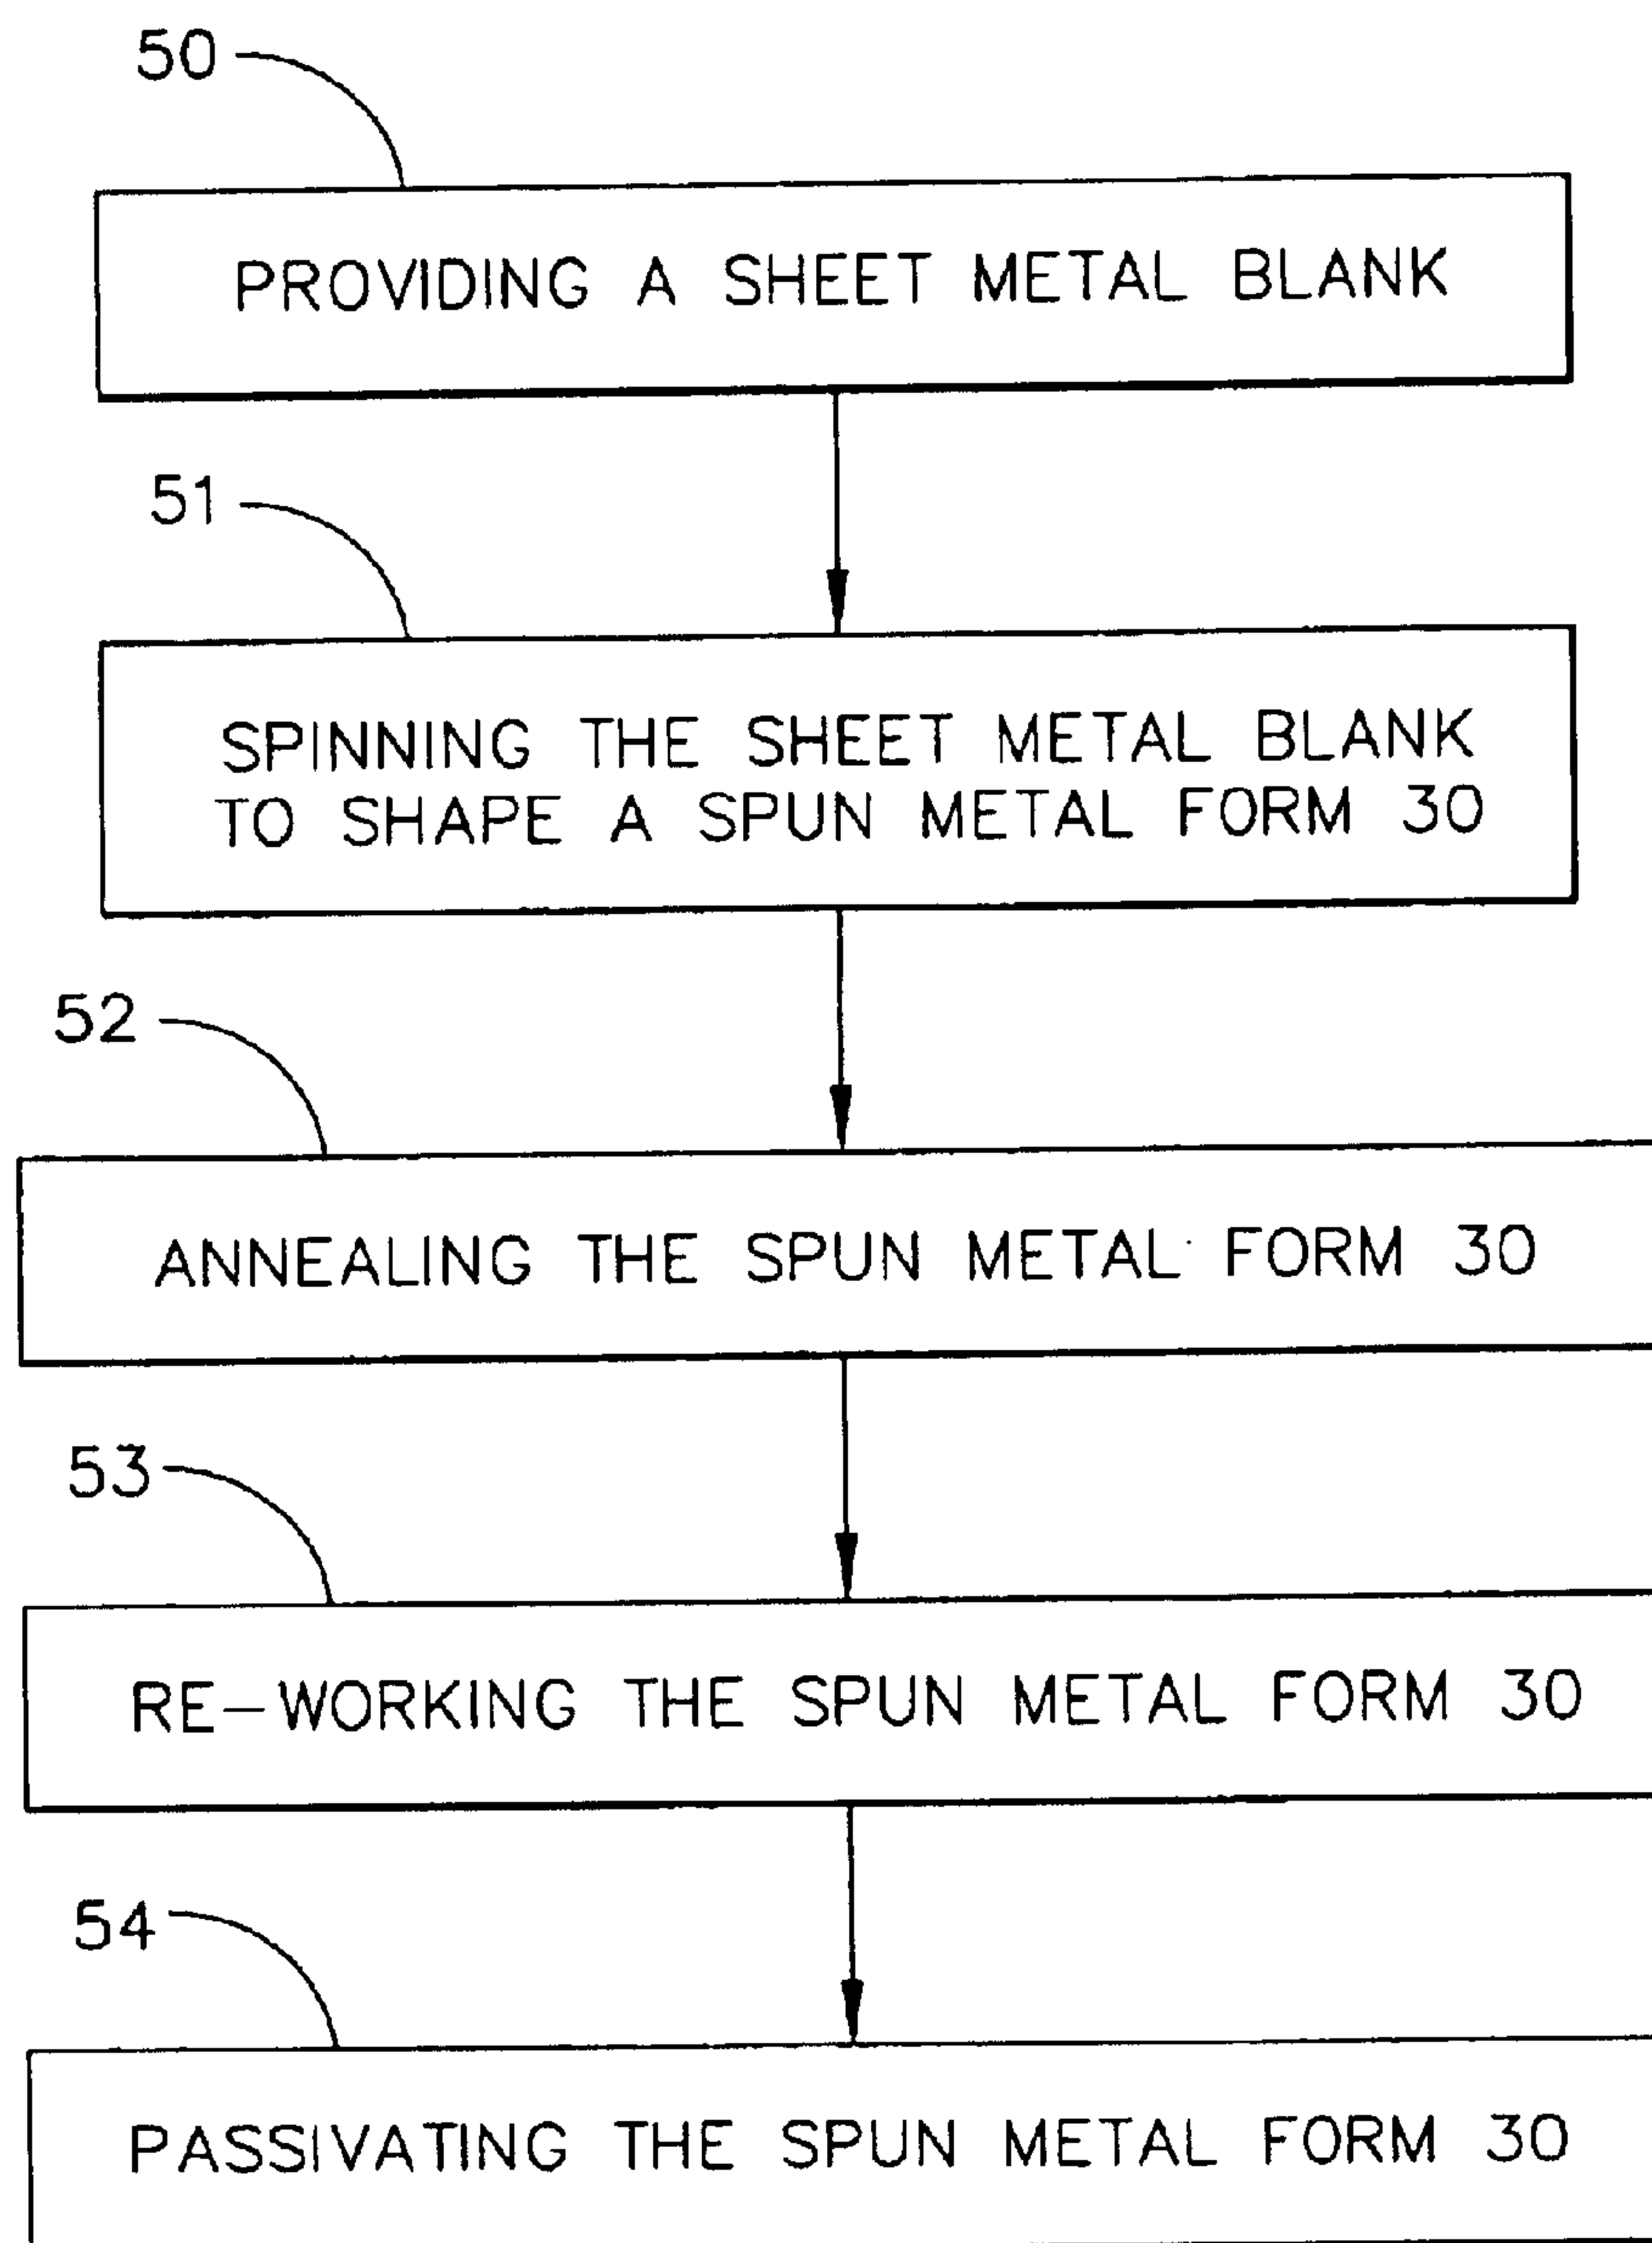 50
PROVIDING A SHEET METAL BLANK
51
SPINNING THE SHEET METAL BLANK
TO SHAPE A SPUN METAL FORM 30
52
ANNEALING THE SPUN METAL FORM 30
53
RE-WORKING THE SPUN METAL FORM 30
54
PASSIVATING THE SPUN METAL FORM 30